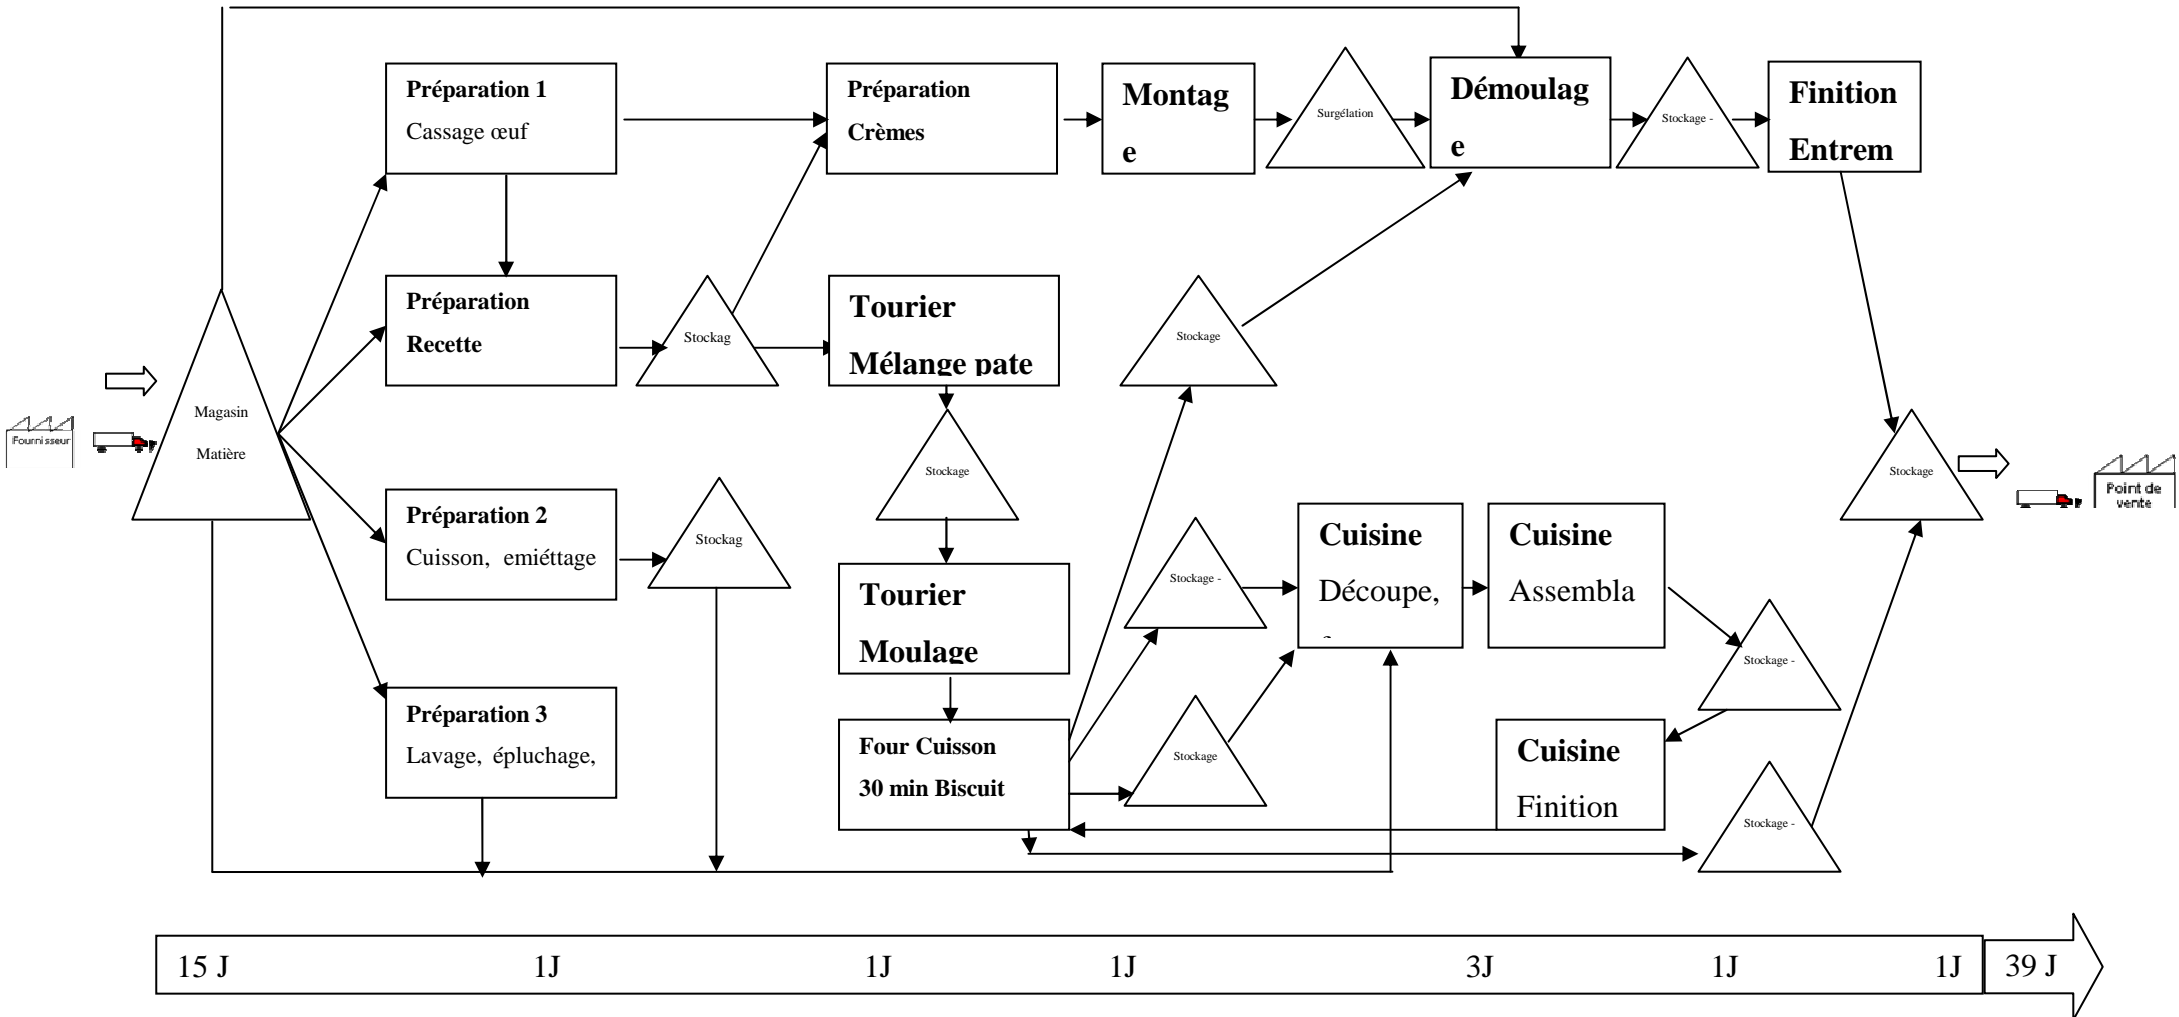 Préparation 1
Cassage œuf
Préparation
Crèmes
Montag
e
Surgélation
Démoulag
e
Stockage -
Finition
Entrem
Préparation
Recette
Stockag
Tourier
Mélange pate
Stockage
Magasin
Matière
Fournisseur
Stockage
Stockage
Point de
vente
Préparation 2
Cuisson, emiéttage
Stockag
Tourier
Moulage
Stockage -
Cuisine
Découpe,
Cuisine
Assembla
Stockage -
Préparation 3
Lavage, épluchage,
Four Cuisson
30 min Biscuit
Stockage
Cuisine
Finition
Stockage -
15 J 1J 1J 1J 3J 1J 1J 39 J